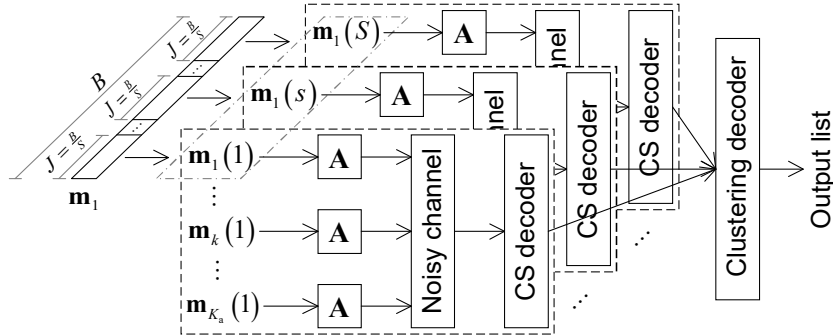 B
J = B/S
J = B/S
J = B/S
...
...
m₁
m₁(S)
A
nnel
CS decoder
m₁(s)
A
nnel
CS decoder
m₁(1)
A
Noisy channel
CS decoder
...
mₖ(1)
A
...
m_{K_a}(1)
A
...
...
Clustering decoder
Output list